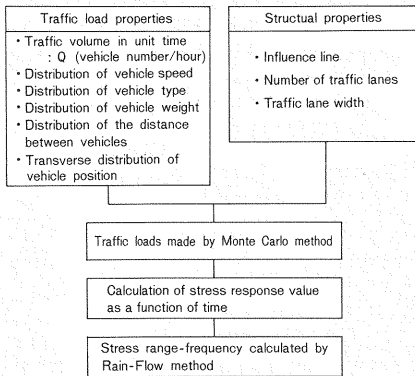 Traffic load properties
・Traffic volume in unit time
: Q (vehicle number/hour)
・Distribution of vehicle speed
・Distribution of vehicle type
・Distribution of vehicle weight
・Distribution of the distance
between vehicles
・Transverse distribution of
vehicle position
Structual properties
・Influence line
・Number of traffic lanes
・Traffic lane width
Traffic loads made by Monte Carlo method
Calculation of stress response value
as a function of time
Stress range-frequency calculated by
Rain-Flow method